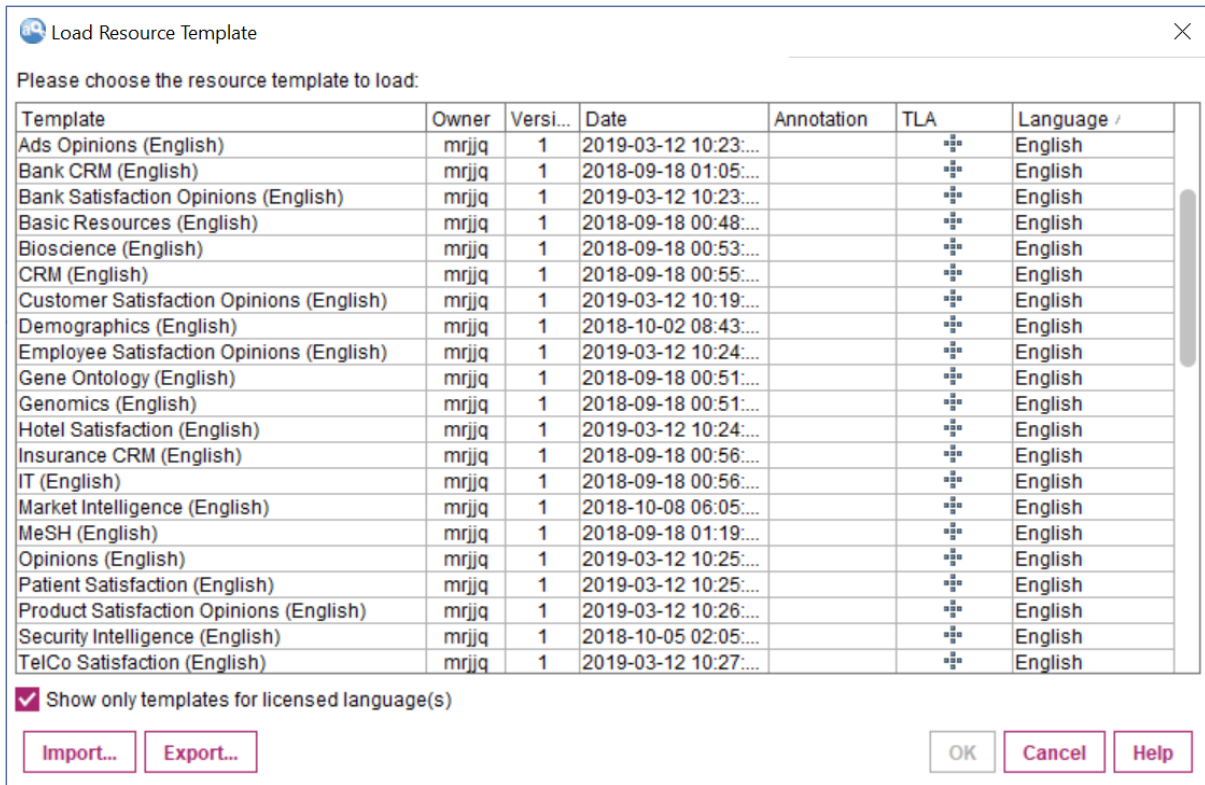 Load Resource Template
Please choose the resource template to load:
Template Owner Versi... Date Annotation TLA Language
Ads Opinions (English) mrjjq 1 2019-03-12 10:23:... English
Bank CRM (English) mrjjq 1 2018-09-18 01:05:... English
Bank Satisfaction Opinions (English) mrjjq 1 2019-03-12 10:23:... English
Basic Resources (English) mrjjq 1 2018-09-18 00:48:... English
Bioscience (English) mrjjq 1 2018-09-18 00:53:... English
CRM (English) mrjjq 1 2018-09-18 00:55:... English
Customer Satisfaction Opinions (English) mrjjq 1 2019-03-12 10:19:... English
Demographics (English) mrjjq 1 2018-10-02 08:43:... English
Employee Satisfaction Opinions (English) mrjjq 1 2019-03-12 10:24:... English
Gene Ontology (English) mrjjq 1 2018-09-18 00:51:... English
Genomics (English) mrjjq 1 2018-09-18 00:51:... English
Hotel Satisfaction (English) mrjjq 1 2019-03-12 10:24:... English
Insurance CRM (English) mrjjq 1 2018-09-18 00:56:... English
IT (English) mrjjq 1 2018-09-18 00:56:... English
Market Intelligence (English) mrjjq 1 2018-10-08 06:05:... English
MeSH (English) mrjjq 1 2018-09-18 01:19:... English
Opinions (English) mrjjq 1 2019-03-12 10:25:... English
Patient Satisfaction (English) mrjjq 1 2019-03-12 10:25:... English
Product Satisfaction Opinions (English) mrjjq 1 2019-03-12 10:26:... English
Security Intelligence (English) mrjjq 1 2018-10-05 02:05:... English
TelCo Satisfaction (English) mrjjq 1 2019-03-12 10:27:... English
Show only templates for licensed language(s)
Import... Export... OK Cancel Help